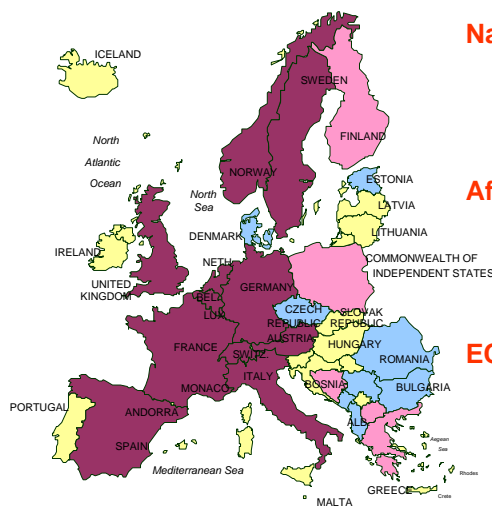 Na
ICELAND
SWEDEN
North
Atlantic
Ocean
FINLAND
NORWAY
ESTONIA
North
Sea
Af
LATVIA
DENMARK
LITHUANIA
IRELAND
NETH
COMMONWEALTH OF
INDEPENDENT STATES
UNITED
KINGDOM
GERMANY
BEL
LUX
CZECH
REPUBLIC
SLOVAK
REPUBLIC
AUSTRIA
HUNGARY
FRANCE
SWITZ
EC
ROMANIA
ITALY
MONACO
BOSNIA
BULGARIA
PORTUGAL
ANDORRA
ALB
SPAIN
Aegean
Sea
Mediterranean Sea
Rhodes
GREECE
Crete
MALTA